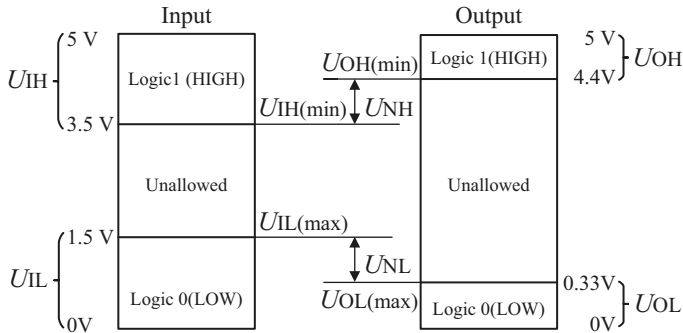 Input
Output
5 V
UIH
Logic1 (HIGH)
3.5 V
UIH(min)
UOH(min)
UNH
Logic 1(HIGH)
5 V
4.4V
UOH
Unallowed
Unallowed
1.5 V
UIL(max)
UIL
UNL
UOL(max)
Logic 0(LOW)
0V
0.33V
Logic 0(LOW)
0V
UOL